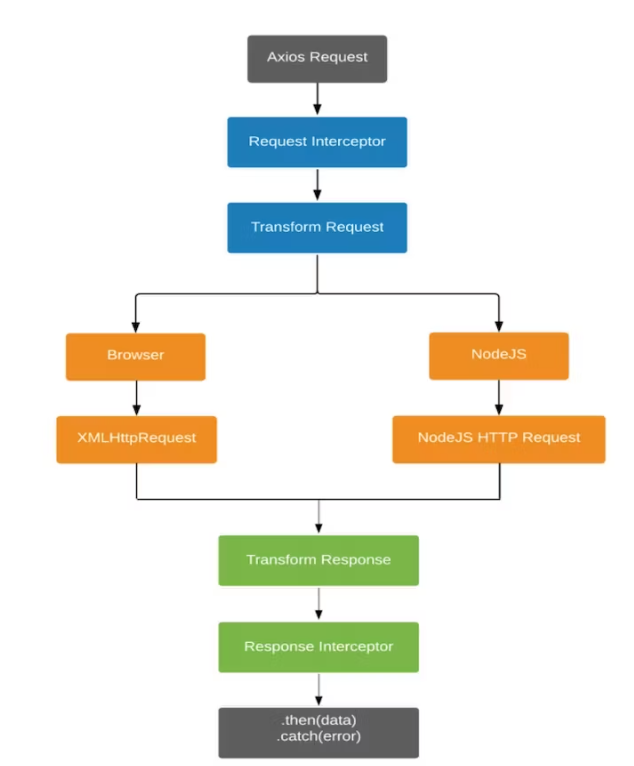 Axios Request
Request Interceptor
Transform Request
Browser
NodeJS
XMLHttpRequest
NodeJS HTTP Request
Transform Response
Response Interceptor
.then(data)
.catch(error)